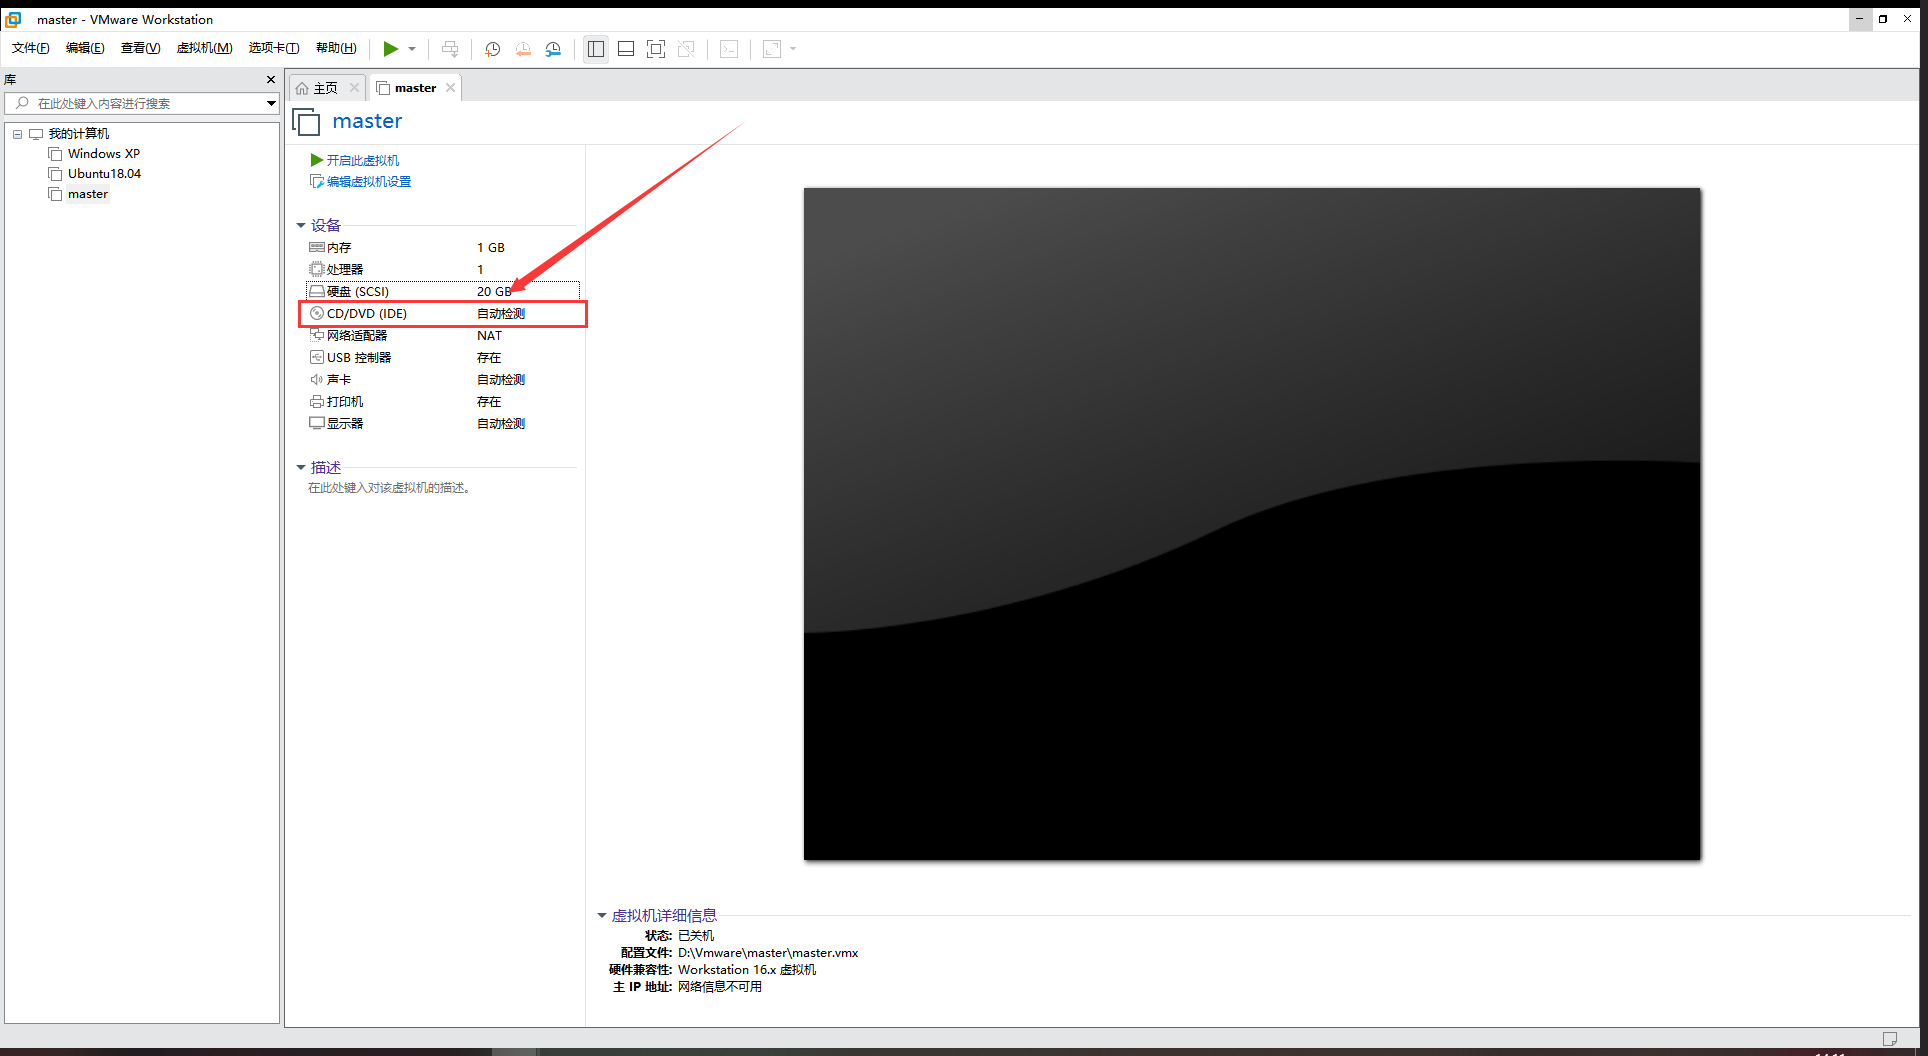 master - VMware Workstation
文件(F) 编辑(E) 查看(V) 虚拟机(M) 选项卡(T) 帮助(H)
库
在此处键入内容进行搜索
我的计算机
Windows XP
Ubuntu18.04
master
主页 master
master
开启此虚拟机
编辑虚拟机设置
设备
内存 1 GB
处理器 1
硬盘 (SCSI) 20 GB
CD/DVD (IDE) 自动检测
网络适配器 NAT
USB 控制器 存在
声卡 自动检测
打印机 存在
显示器 自动检测
描述
在此处键入对该虚拟机的描述。
虚拟机详细信息
状态: 已关机
配置文件: D:\Vmware\master\master.vmx
硬件兼容性: Workstation 16.x 虚拟机
主 IP 地址: 网络信息不可用